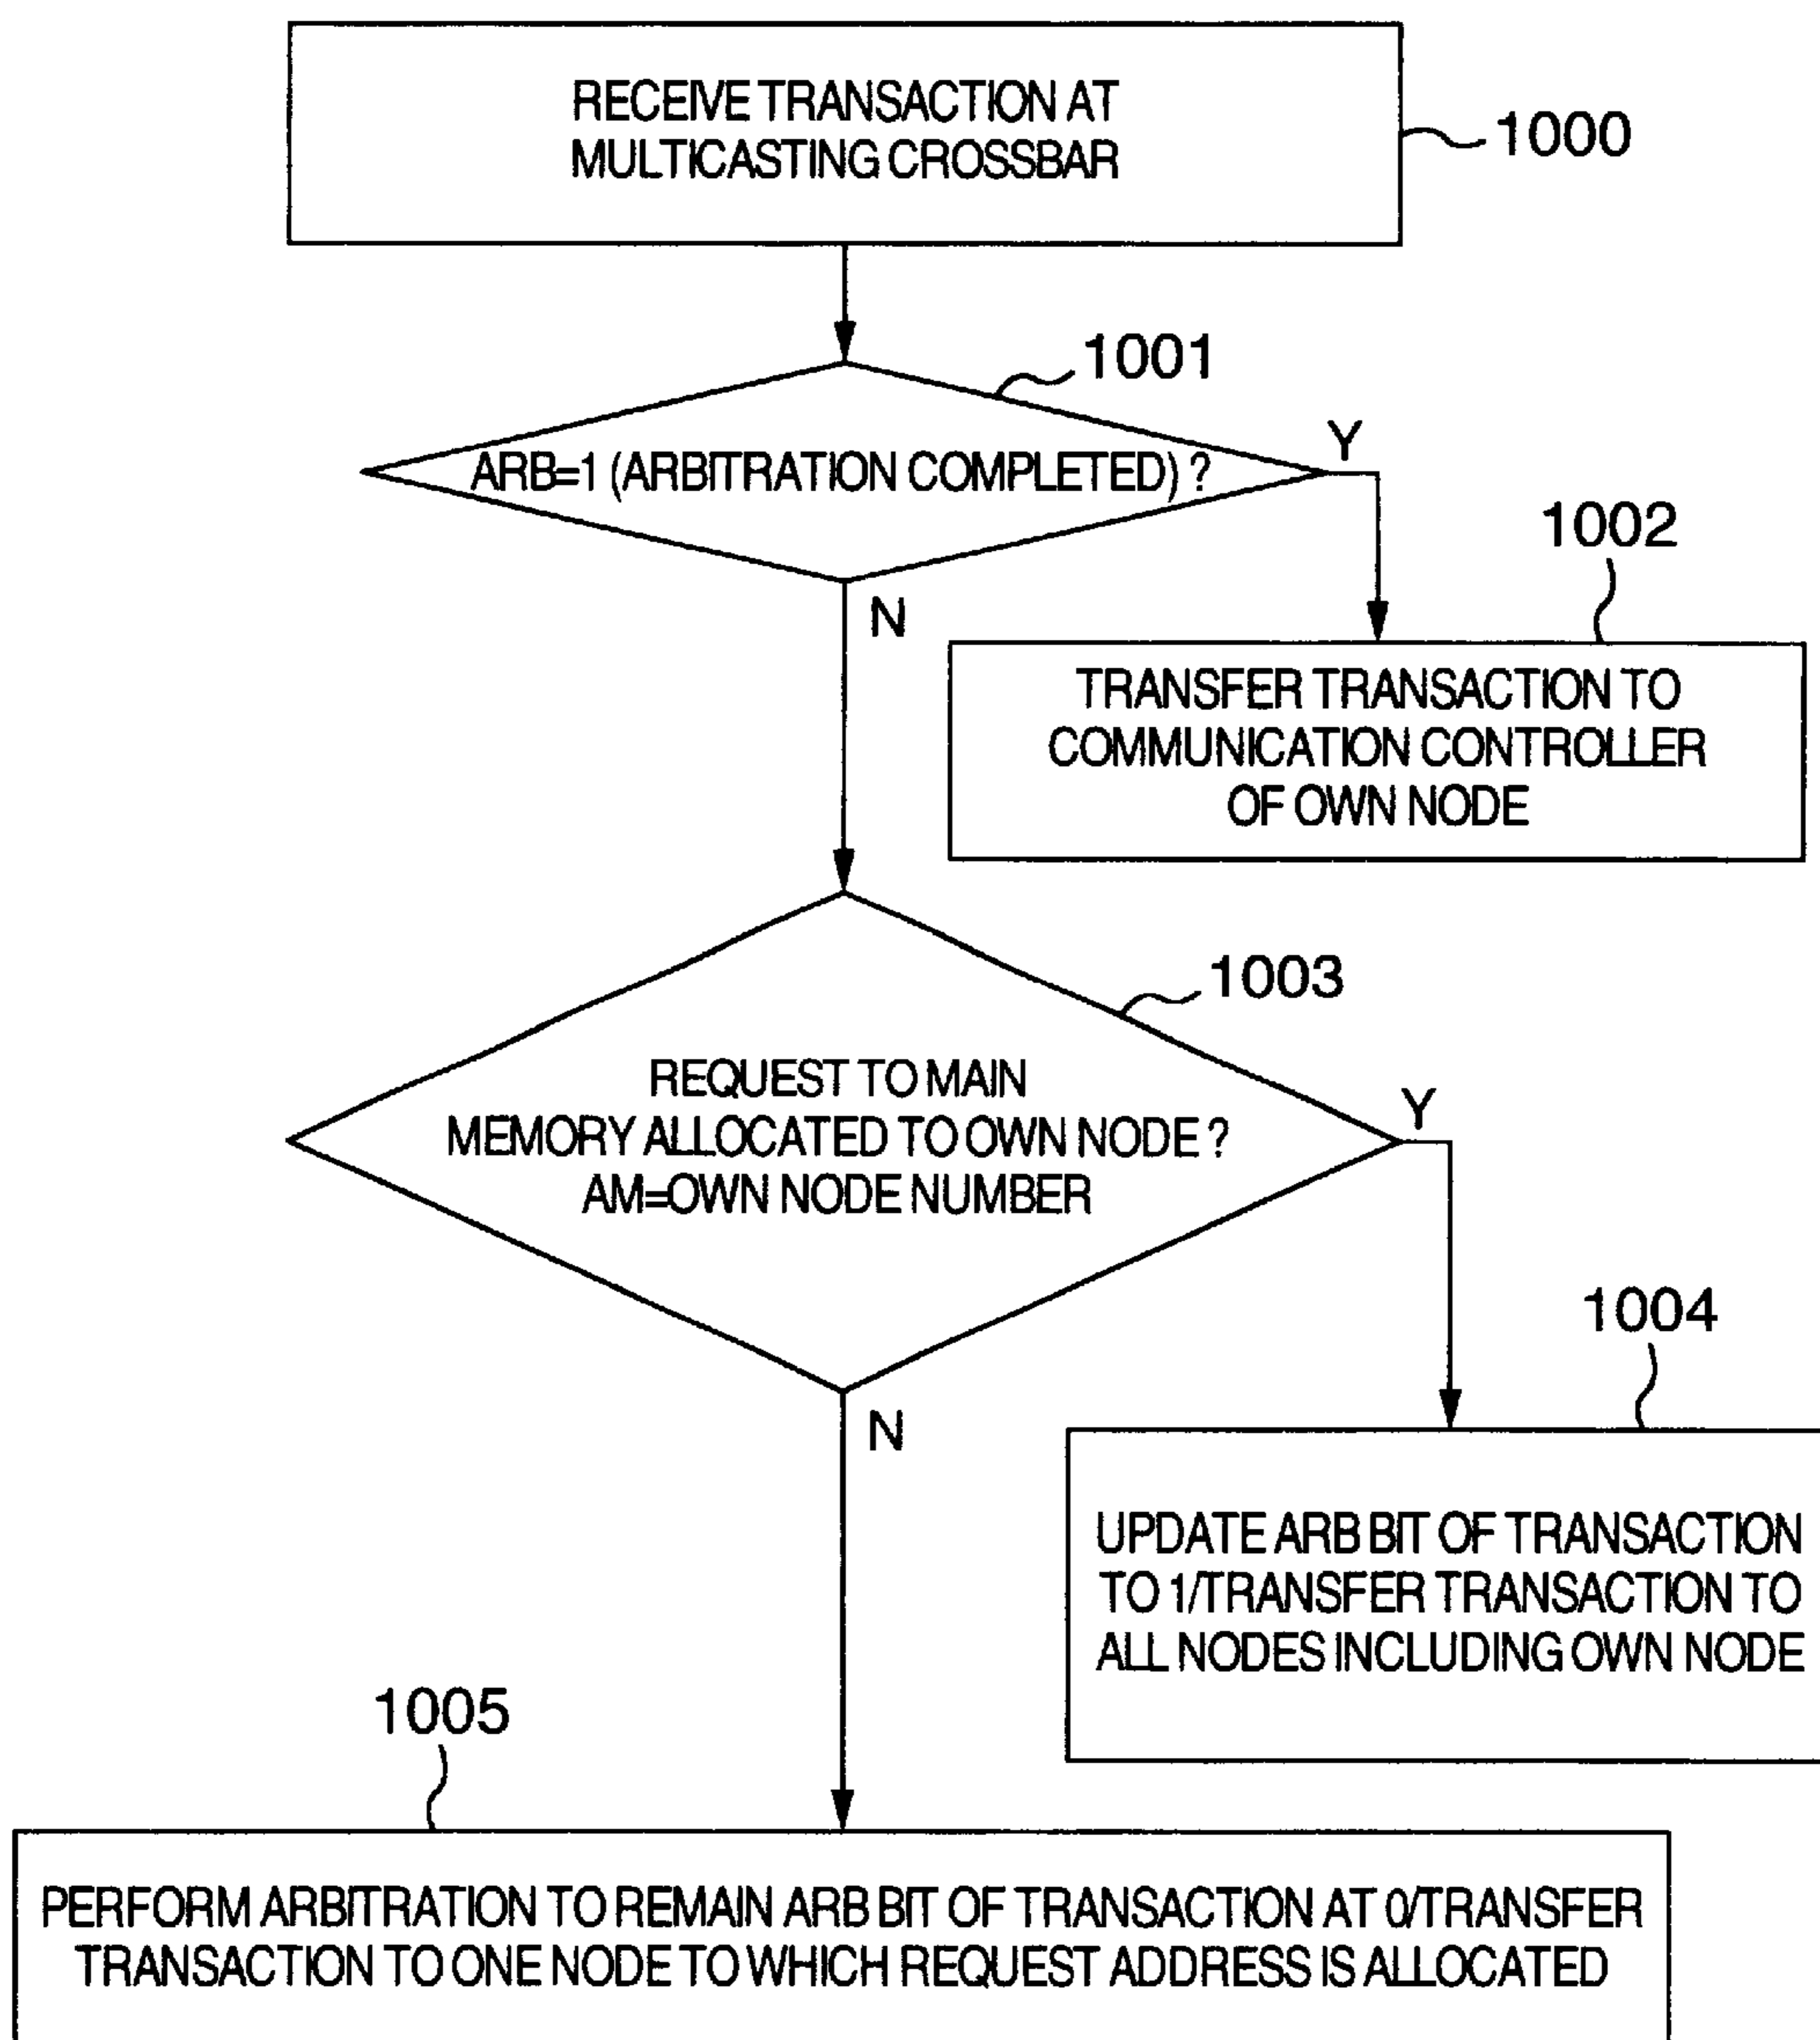 RECEIVE TRANSACTION AT
MULTICASTING CROSSBAR
1000
1001
ARB=1 (ARBITRATION COMPLETED) ?
Y
N
1002
TRANSFER TRANSACTION TO
COMMUNICATION CONTROLLER
OF OWN NODE
1003
REQUEST TO MAIN
MEMORY ALLOCATED TO OWN NODE ?
AM=OWN NODE NUMBER
Y
N
1004
UPDATE ARB BIT OF TRANSACTION
TO 1/TRANSFER TRANSACTION TO
ALL NODES INCLUDING OWN NODE
1005
PERFORM ARBITRATION TO REMAIN ARB BIT OF TRANSACTION AT 0/TRANSFER
TRANSACTION TO ONE NODE TO WHICH REQUEST ADDRESS IS ALLOCATED